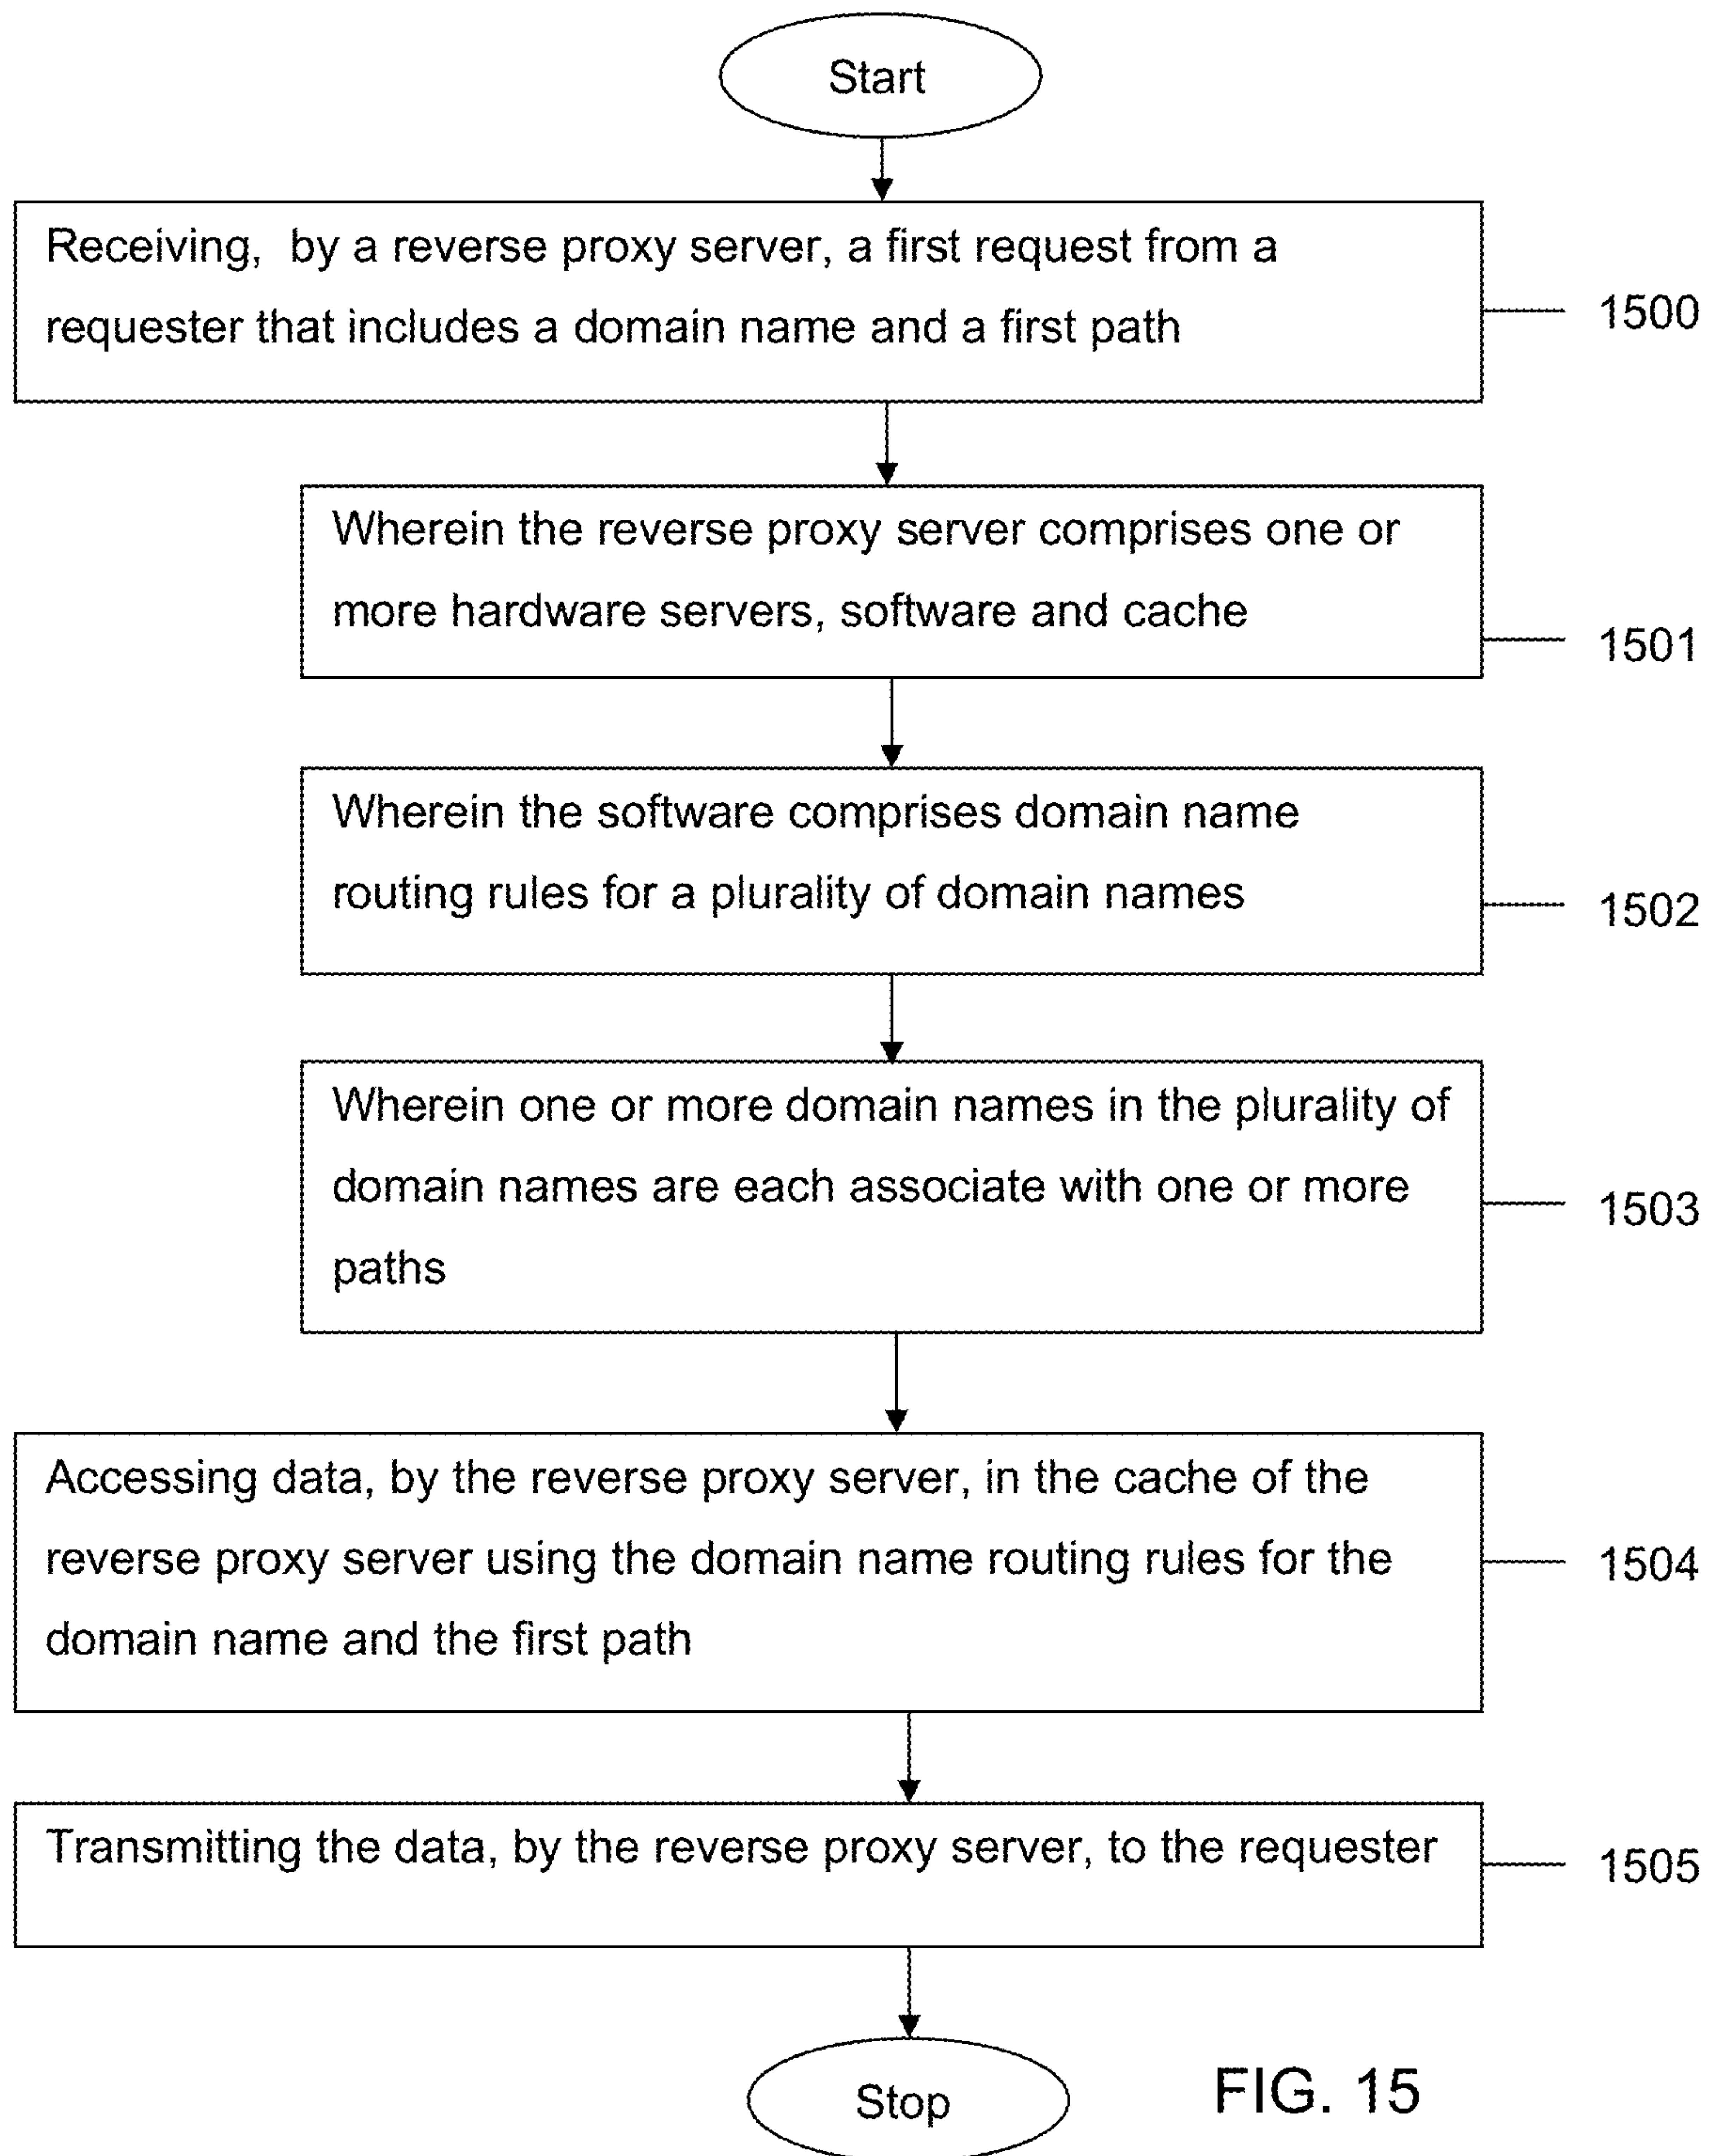 Start
Receiving,  by a reverse proxy server, a first request from a
requester that includes a domain name and a first path
1500
Wherein the reverse proxy server comprises one or
more hardware servers, software and cache
1501
Wherein the software comprises domain name
routing rules for a plurality of domain names
1502
Wherein one or more domain names in the plurality of
domain names are each associate with one or more
paths
1503
Accessing data, by the reverse proxy server, in the cache of the
reverse proxy server using the domain name routing rules for the
domain name and the first path
1504
Transmitting the data, by the reverse proxy server, to the requester
1505
Stop
FIG. 15